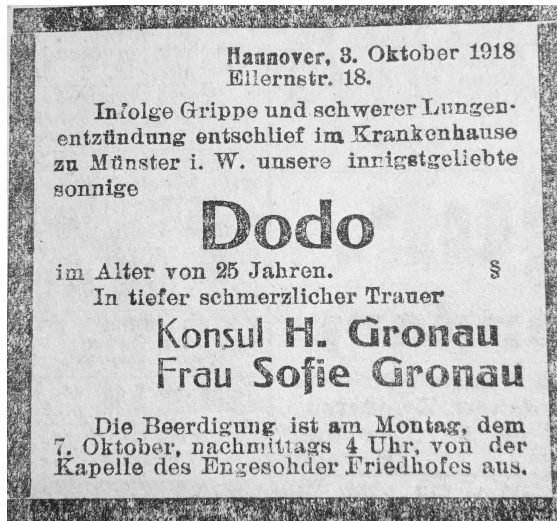 Hannover, 3. Oktober 1918
Ellernstr. 18.
Infolge Grippe und schwerer Lungen-
entzündung entschlief im Krankenhause
zu Münster i. W. unsere innigstgeliebte
sonnige
Dodo
im Alter von 25 Jahren. §
In tiefer schmerzlicher Trauer
Konsul H. Gronau
Frau Sofie Gronau
Die Beerdigung ist am Montag, dem
7. Oktober, nachmittags 4 Uhr, von der
Kapelle des Engesohder Friedhofes aus.